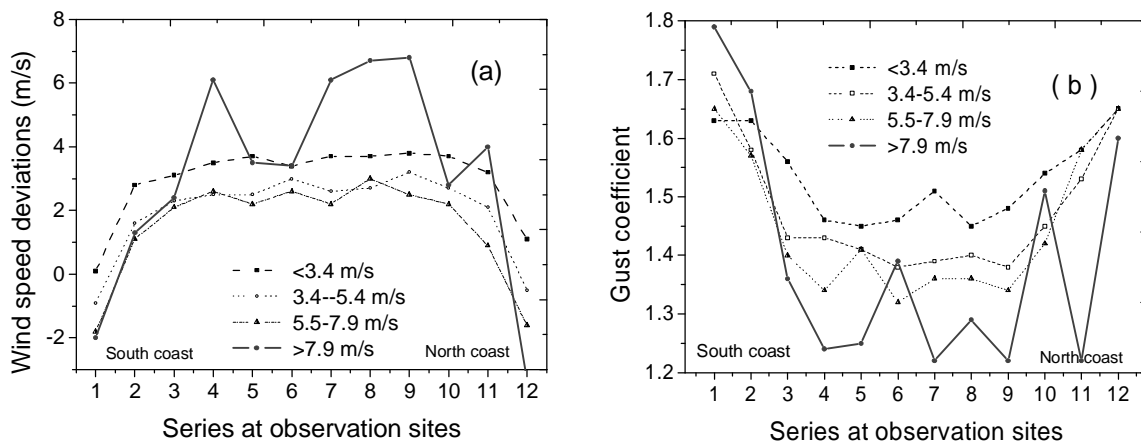 8
6
4
2
0
-2
Wind speed deviations (m/s)
(a)
<3.4 m/s
3.4--5.4 m/s
5.5-7.9 m/s
>7.9 m/s
South coast
North coast
1 2 3 4 5 6 7 8 9 10 11 12
Series at observation sites
1.8
1.7
1.6
1.5
1.4
1.3
1.2
Gust coefficient
( b )
<3.4 m/s
3.4-5.4 m/s
5.5-7.9 m/s
>7.9 m/s
South coast
North coast
1 2 3 4 5 6 7 8 9 10 11 12
Series at observation sites